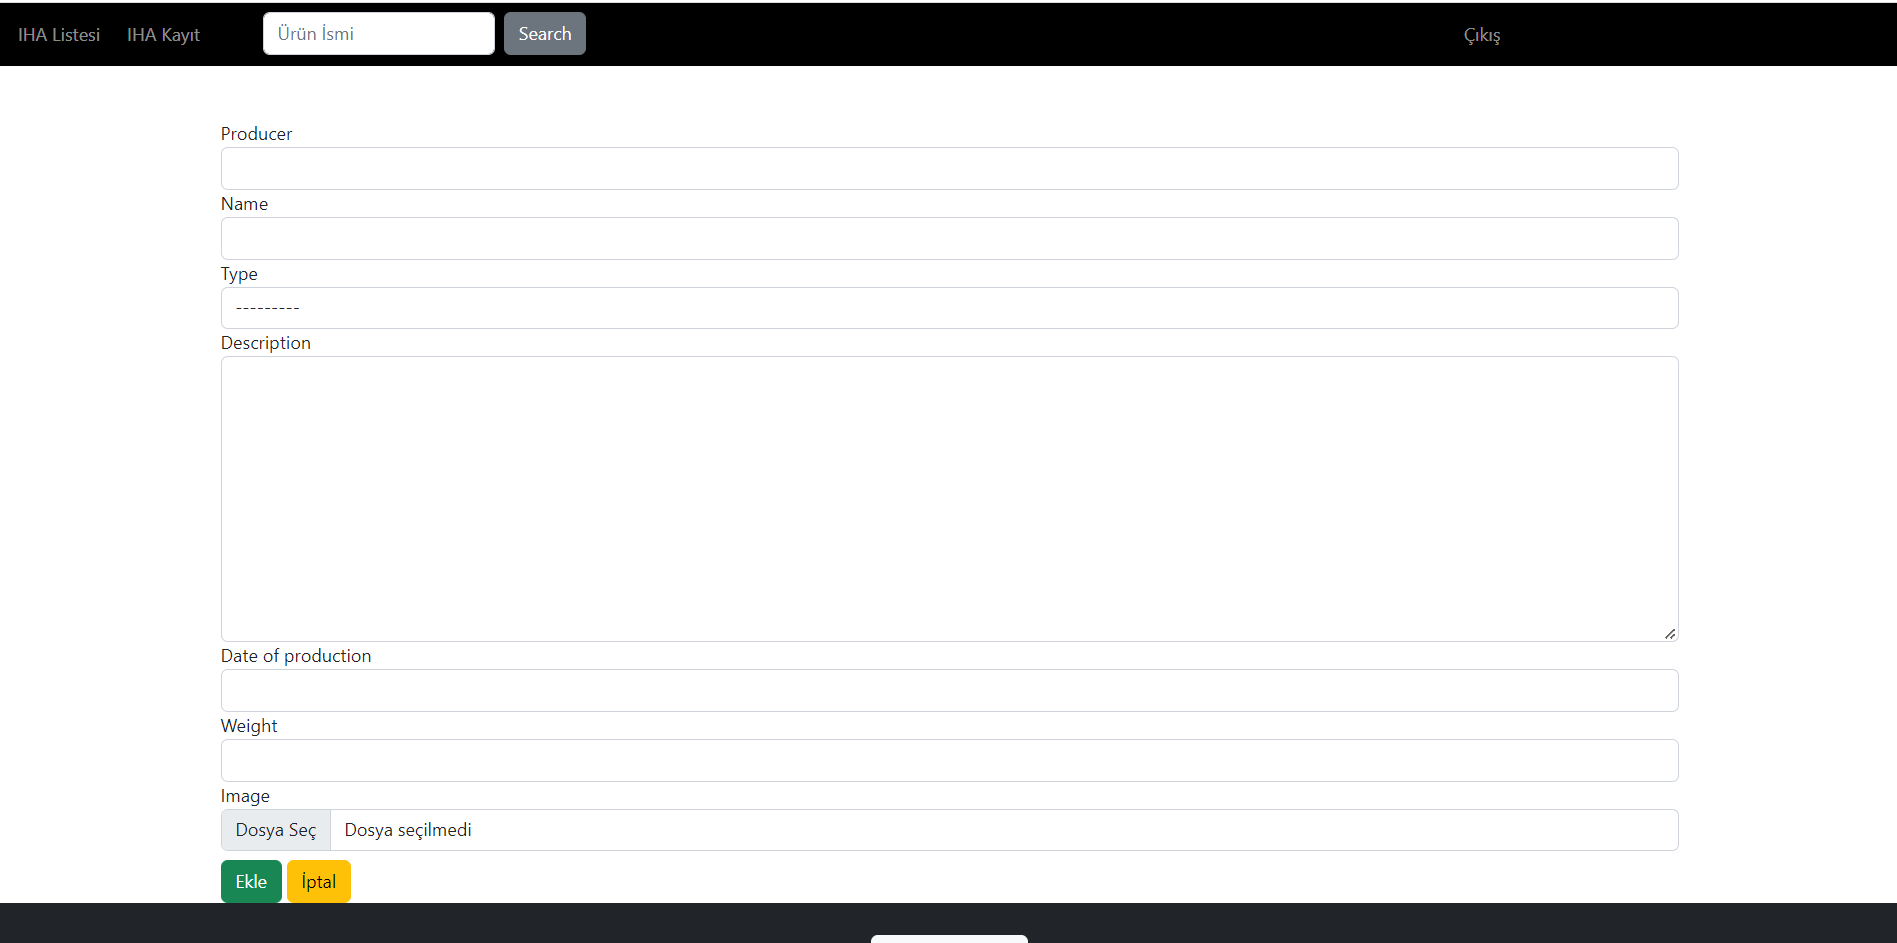 IHA Listesi IHA Kayıt Ürün İsmi Search Çıkış
Producer
Name
Type
---------
Description
Date of production
Weight
Image
Dosya Seç Dosya seçilmedi
Ekle İptal